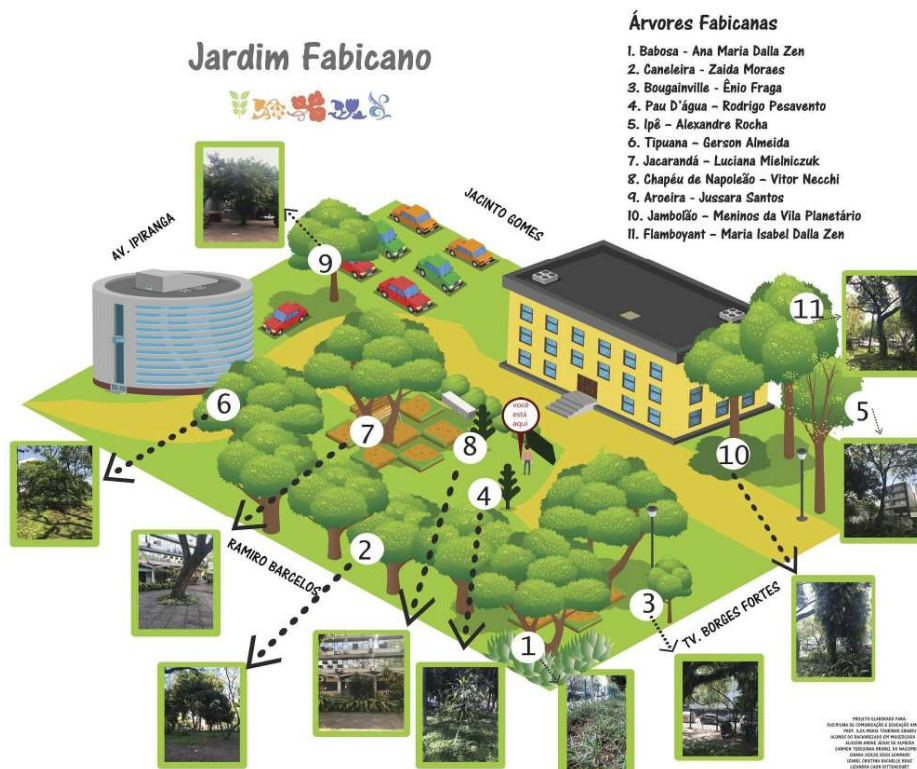 Jardim Fabicano
Árvores Fabicanas
1. Babosa - Ana Maria Dalla Zen
2. Caneleira - Zaida Moraes
3. Bougainville - Ênio Fraga
4. Pau D'água - Rodrigo Pesavento
5. Ipê - Alexandre Rocha
6. Tipuana - Gerson Almeida
7. Jacarandá - Luciana Mielniczuk
8. Chapéu de Napoleão - Vitor Necchi
9. Aroeira - Jussara Santos
10. Jambolão - Meninos da Vila Planetário
11. Flamboyant - Maria Isabel Dalla Zen
AV. IPIRANGA
JACINTO GOMES
9
11
6
7
você
está
aqui
5
8
10
4
2
RAMIRO BARCELOS
3
1
TV. BORGES FORTES
PROJETO ELABORADO PARA: